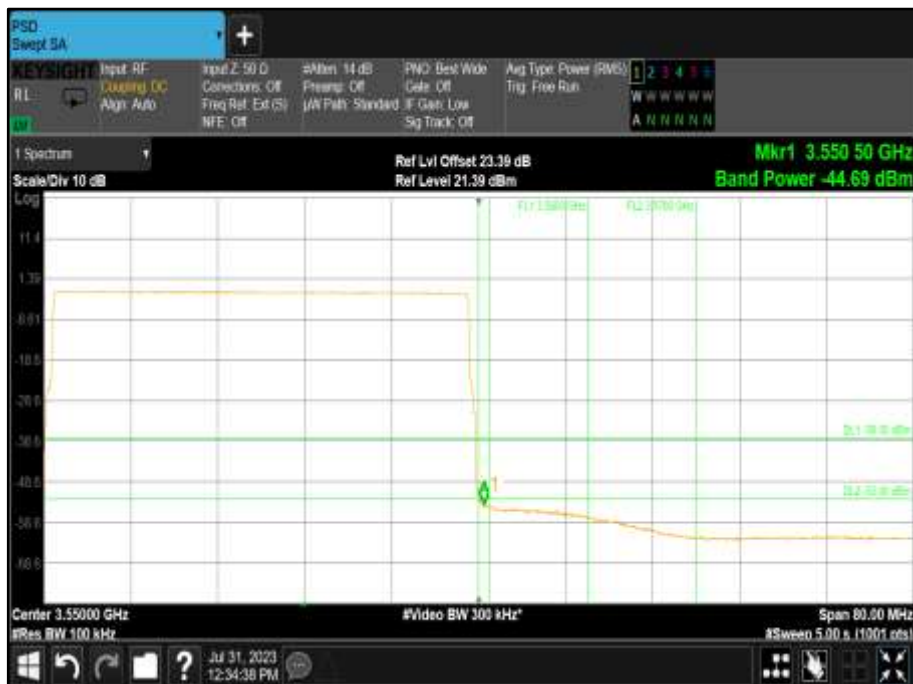 PSD
Swept SA
+
KEYSIGHT
RL
Input: RF
Coupling: DC
Align: Auto
Input Z: 50 Ω
Corrections: Off
Freq Ref: Ext (S)
NFE: Off
#Atten: 14 dB
Preamp: Off
µW Path: Standard
PNO: Best Wide
Gate: Off
IF Gain: Low
Sig Track: Off
Avg Type: Power (RMS)
Trig: Free Run
1 2 3 4 5 6
W W W W W W
A N N N N N
1 Spectrum
Scale/Div 10 dB
Ref Lvl Offset 23.39 dB
Ref Level 21.39 dBm
Mkr1 3.550 50 GHz
Band Power -44.69 dBm
Log
11.4
1.39
-8.61
-18.6
-28.6
-38.6
-48.6
-58.6
-68.6
1
Center 3.55000 GHz
#Video BW 300 kHz*
Span 80.00 MHz
#Res BW 100 kHz
#Sweep 5.00 s (1001 pts)
?
Jul 31, 2023
12:34:38 PM